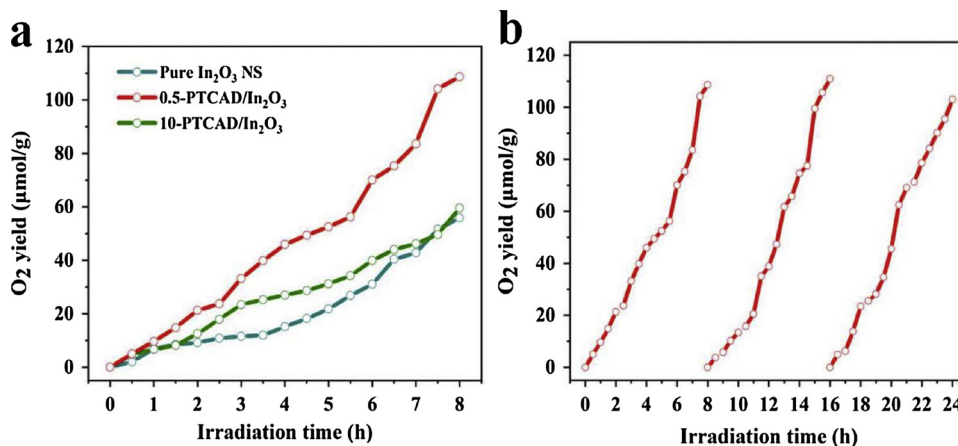 a
O₂ yield (μmol/g)
120
100
80
60
40
20
0
Pure In₂O₃ NS
0.5-PTCAD/In₂O₃
10-PTCAD/In₂O₃
0 1 2 3 4 5 6 7 8
Irradiation time (h)
b
O₂ yield (μmol/g)
120
100
80
60
40
20
0
0 2 4 6 8 10 12 14 16 18 20 22 24
Irradiation time (h)